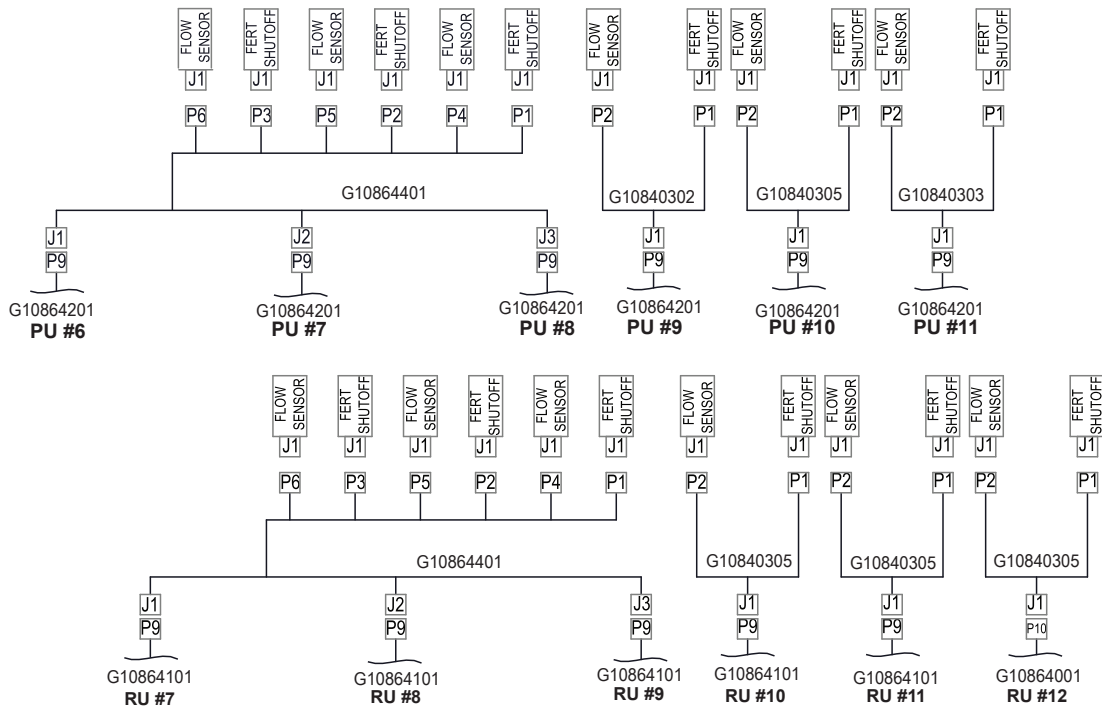 FLOW SENSOR FERT SHUTOFF FLOW SENSOR FERT SHUTOFF FLOW SENSOR FERT SHUTOFF FLOW SENSOR FERT SHUTOFF FLOW SENSOR FERT SHUTOFF FLOW SENSOR FERT SHUTOFF
J1 J1 J1 J1 J1 J1 J1 J1 J1 J1 J1 J1
P6 P3 P5 P2 P4 P1 P2 P1 P2 P1 P2 P1
G10864401 G10840302 G10840305 G10840303
J1 J2 J3 J1 J1 J1
P9 P9 P9 P9 P9 P9
G10864201 G10864201 G10864201 G10864201 G10864201 G10864201
PU #6 PU #7 PU #8 PU #9 PU #10 PU #11
FLOW SENSOR FERT SHUTOFF FLOW SENSOR FERT SHUTOFF FLOW SENSOR FERT SHUTOFF FLOW SENSOR FERT SHUTOFF FLOW SENSOR FERT SHUTOFF FLOW SENSOR FERT SHUTOFF
J1 J1 J1 J1 J1 J1 J1 J1 J1 J1 J1 J1
P6 P3 P5 P2 P4 P1 P2 P1 P2 P1 P2 P1
G10864401 G10840305 G10840305 G10840305
J1 J2 J3 J1 J1 J1
P9 P9 P9 P9 P9 P10
G10864101 G10864101 G10864101 G10864101 G10864101 G10864001
RU #7 RU #8 RU #9 RU #10 RU #11 RU #12